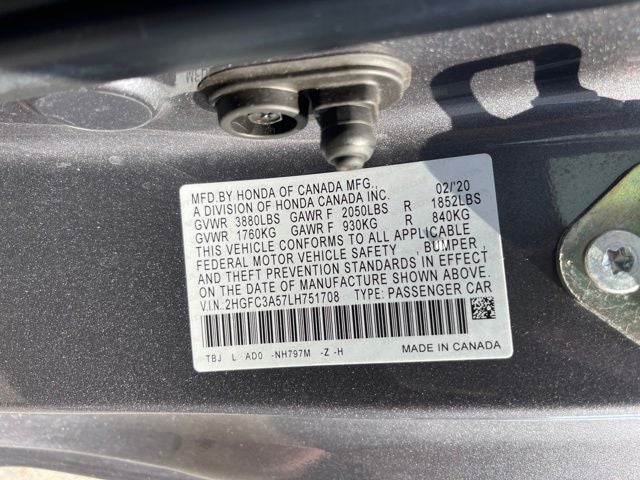 MFD.BY HONDA OF CANADA MFG., 02/'20
A DIVISION OF HONDA CANADA INC.
GVWR 3880LBS GAWR F 2050LBS R 1852LBS
GVWR 1760KG GAWR F 930KG R 840KG
THIS VEHICLE CONFORMS TO ALL APPLICABLE
FEDERAL MOTOR VEHICLE SAFETY , BUMPER ,
AND THEFT PREVENTION STANDARDS IN EFFECT
ON THE DATE OF MANUFACTURE SHOWN ABOVE.
V.I.N. 2HGFC3A57LH751708 TYPE: PASSENGER CAR
TBJ L AD0 -NH797M -Z -H MADE IN CANADA